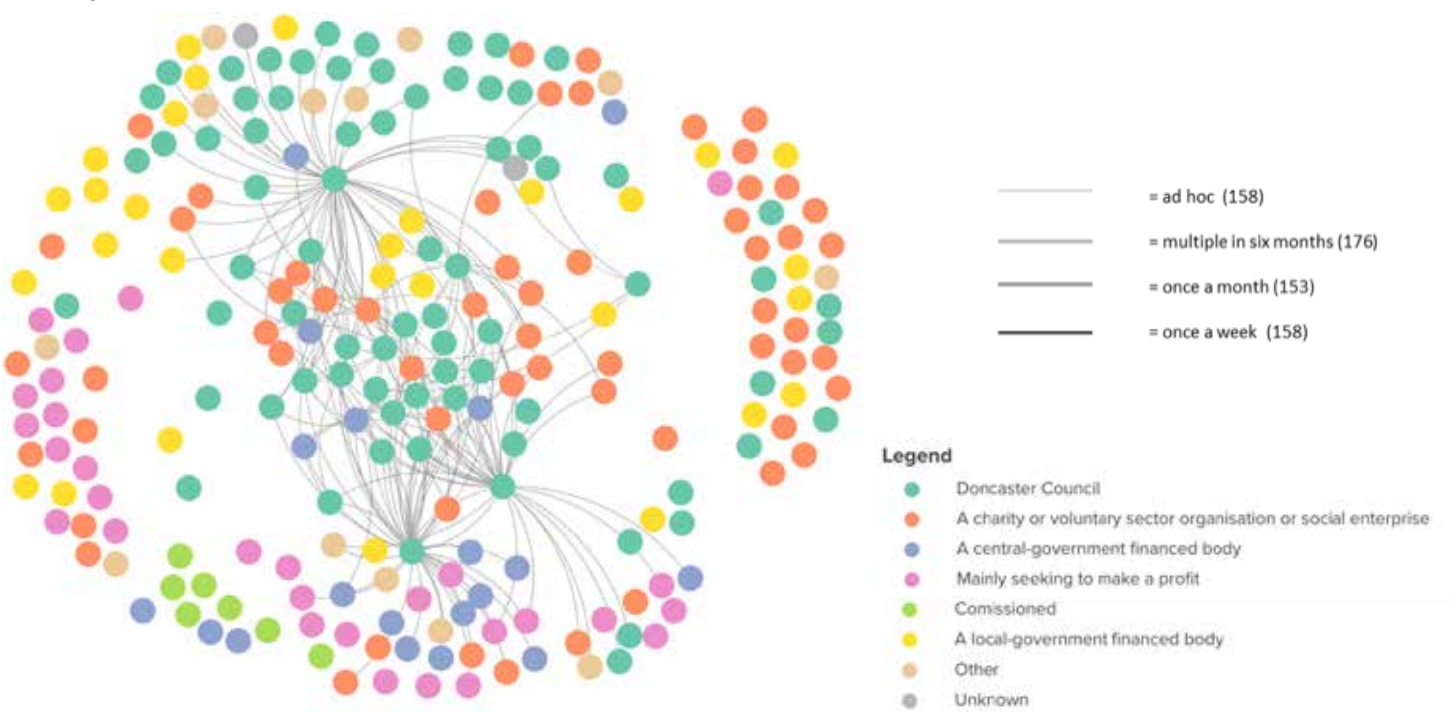 = ad hoc (158)
= multiple in six months (176)
= once a month (153)
= once a week (158)
Legend
Doncaster Council
A charity or voluntary sector organisation or social enterprise
A central-government financed body
Mainly seeking to make a profit
Comissioned
A local-government financed body
Other
Unknown